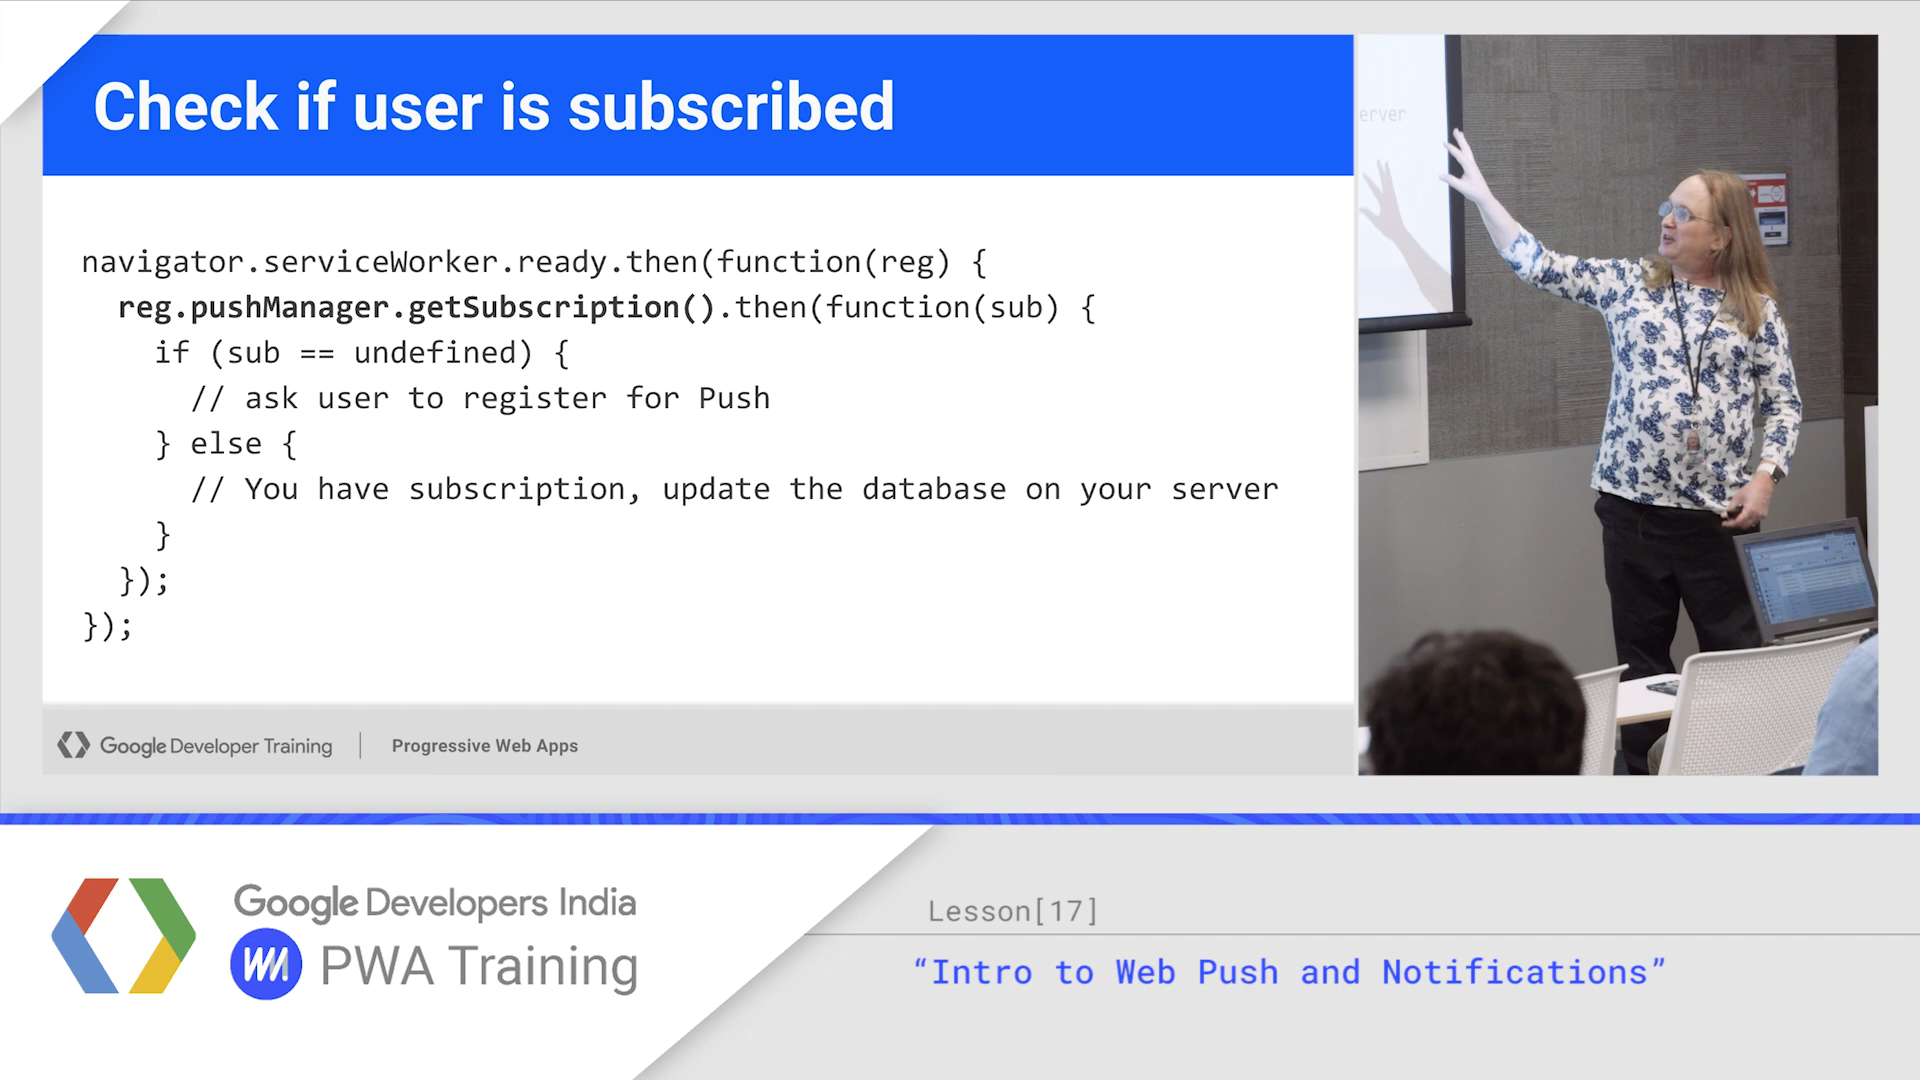 Check if user is subscribed
navigator.serviceWorker.ready.then(function(reg) {
reg.pushManager.getSubscription().then(function(sub) {
if (sub == undefined) {
// ask user to register for Push
} else {
// You have subscription, update the database on your server
}
});
});
Google Developer Training
Progressive Web Apps
erver
Google Developers India
PWA Training
Lesson[17]
“Intro to Web Push and Notifications”